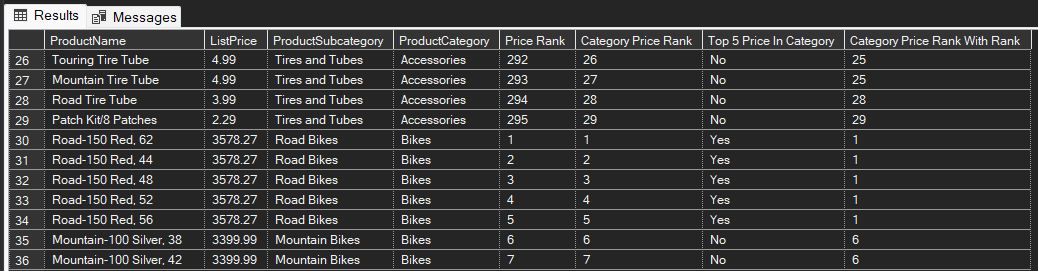 Results Messages
ProductName ListPrice ProductSubcategory ProductCategory Price Rank Category Price Rank Top 5 Price In Category Category Price Rank With Rank
26 Touring Tire Tube 4.99 Tires and Tubes Accessories 292 26 No 25
27 Mountain Tire Tube 4.99 Tires and Tubes Accessories 293 27 No 25
28 Road Tire Tube 3.99 Tires and Tubes Accessories 294 28 No 28
29 Patch Kit/8 Patches 2.29 Tires and Tubes Accessories 295 29 No 29
30 Road-150 Red, 62 3578.27 Road Bikes Bikes 1 1 Yes 1
31 Road-150 Red, 44 3578.27 Road Bikes Bikes 2 2 Yes 1
32 Road-150 Red, 48 3578.27 Road Bikes Bikes 3 3 Yes 1
33 Road-150 Red, 52 3578.27 Road Bikes Bikes 4 4 Yes 1
34 Road-150 Red, 56 3578.27 Road Bikes Bikes 5 5 Yes 1
35 Mountain-100 Silver, 38 3399.99 Mountain Bikes Bikes 6 6 No 6
36 Mountain-100 Silver, 42 3399.99 Mountain Bikes Bikes 7 7 No 6